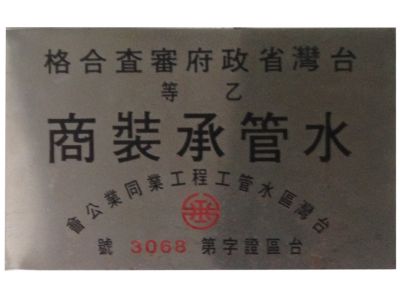 台灣省政府審查合格
乙等
水管承裝商
台灣區水管工程工業同業公會
台區證字第 3068 號